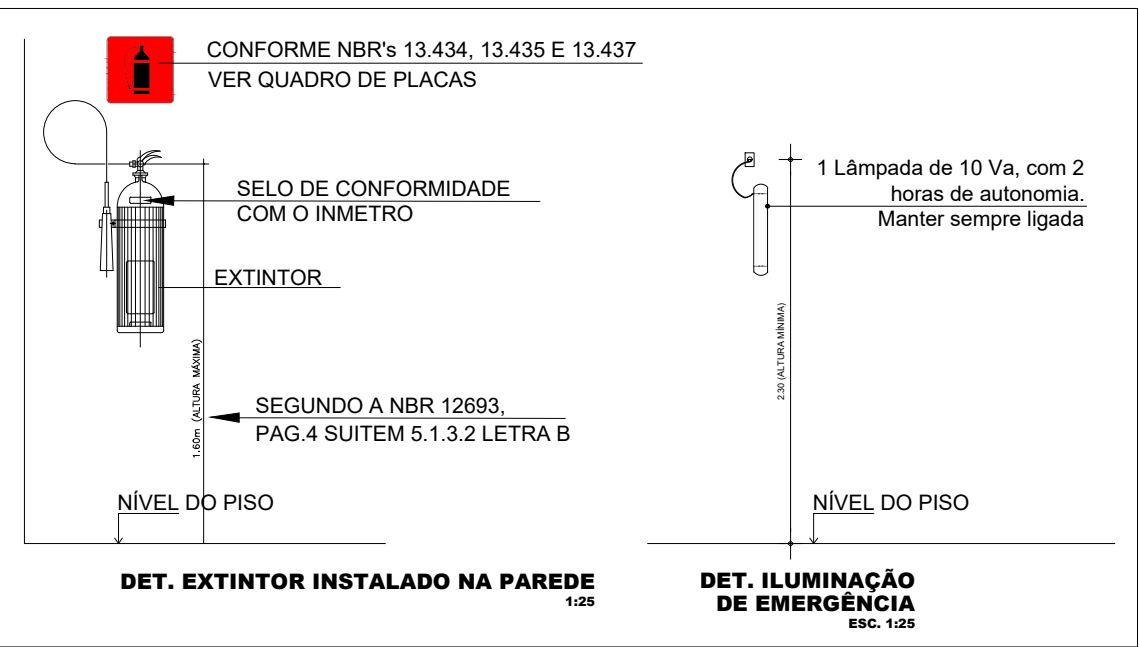 CONFORME NBR's 13.434, 13.435 E 13.437
VER QUADRO DE PLACAS
SELO DE CONFORMIDADE
COM O INMETRO
EXTINTOR
1.60m (ALTURA MÁXIMA)
SEGUNDO A NBR 12693,
PAG.4 SUITEM 5.1.3.2 LETRA B
NÍVEL DO PISO
DET. EXTINTOR INSTALADO NA PAREDE
1:25
1 Lâmpada de 10 Va, com 2
horas de autonomia.
Manter sempre ligada
2.30 (ALTURA MÍNIMA)
NÍVEL DO PISO
DET. ILUMINAÇÃO
DE EMERGÊNCIA
ESC. 1:25